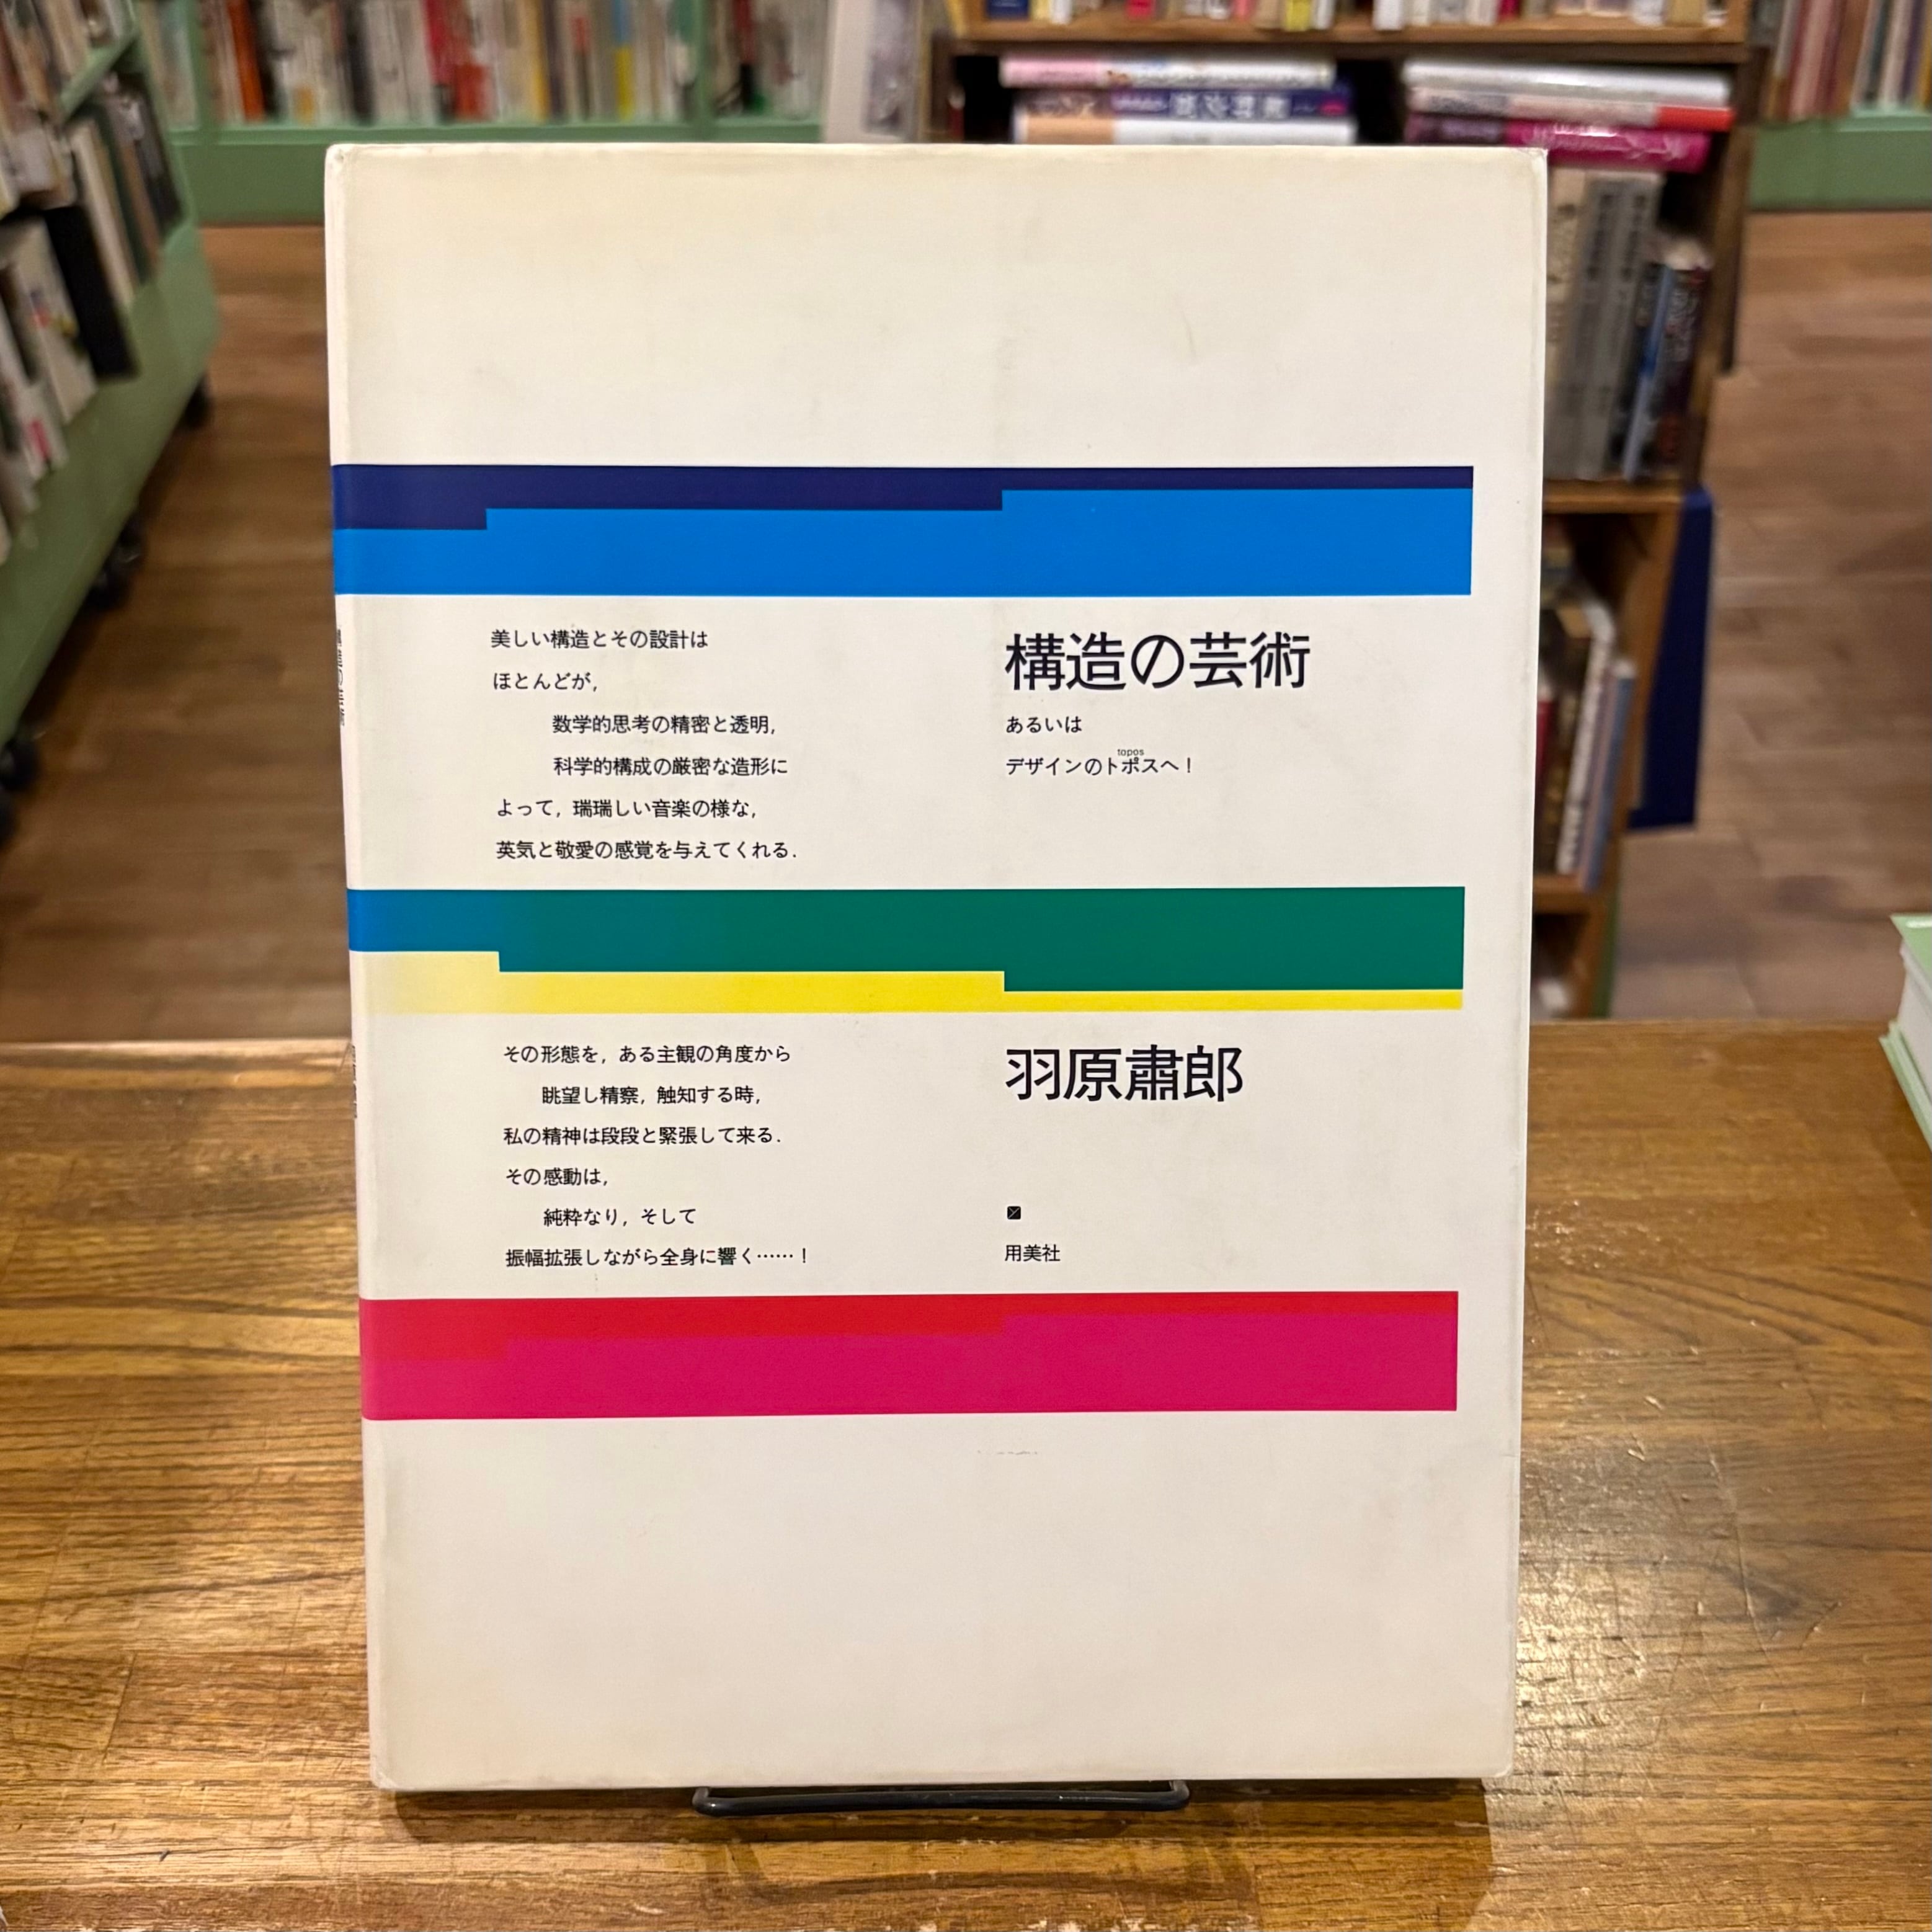 美しい構造とその設計は
ほとんどが,
数学的思考の精密と透明,
科学的構成の厳密な造形に
よって, 瑞瑞しい音楽の様な,
英気と敬愛の感覚を与えてくれる.
構造の芸術
あるいは
topos
デザインのトポスへ！
その形態を, ある主観の角度から
眺望し精察, 触知する時,
私の精神は段段と緊張して来る.
その感動は,
純粋なり, そして
振幅拡張しながら全身に響く……！
羽原肅郎
用美社